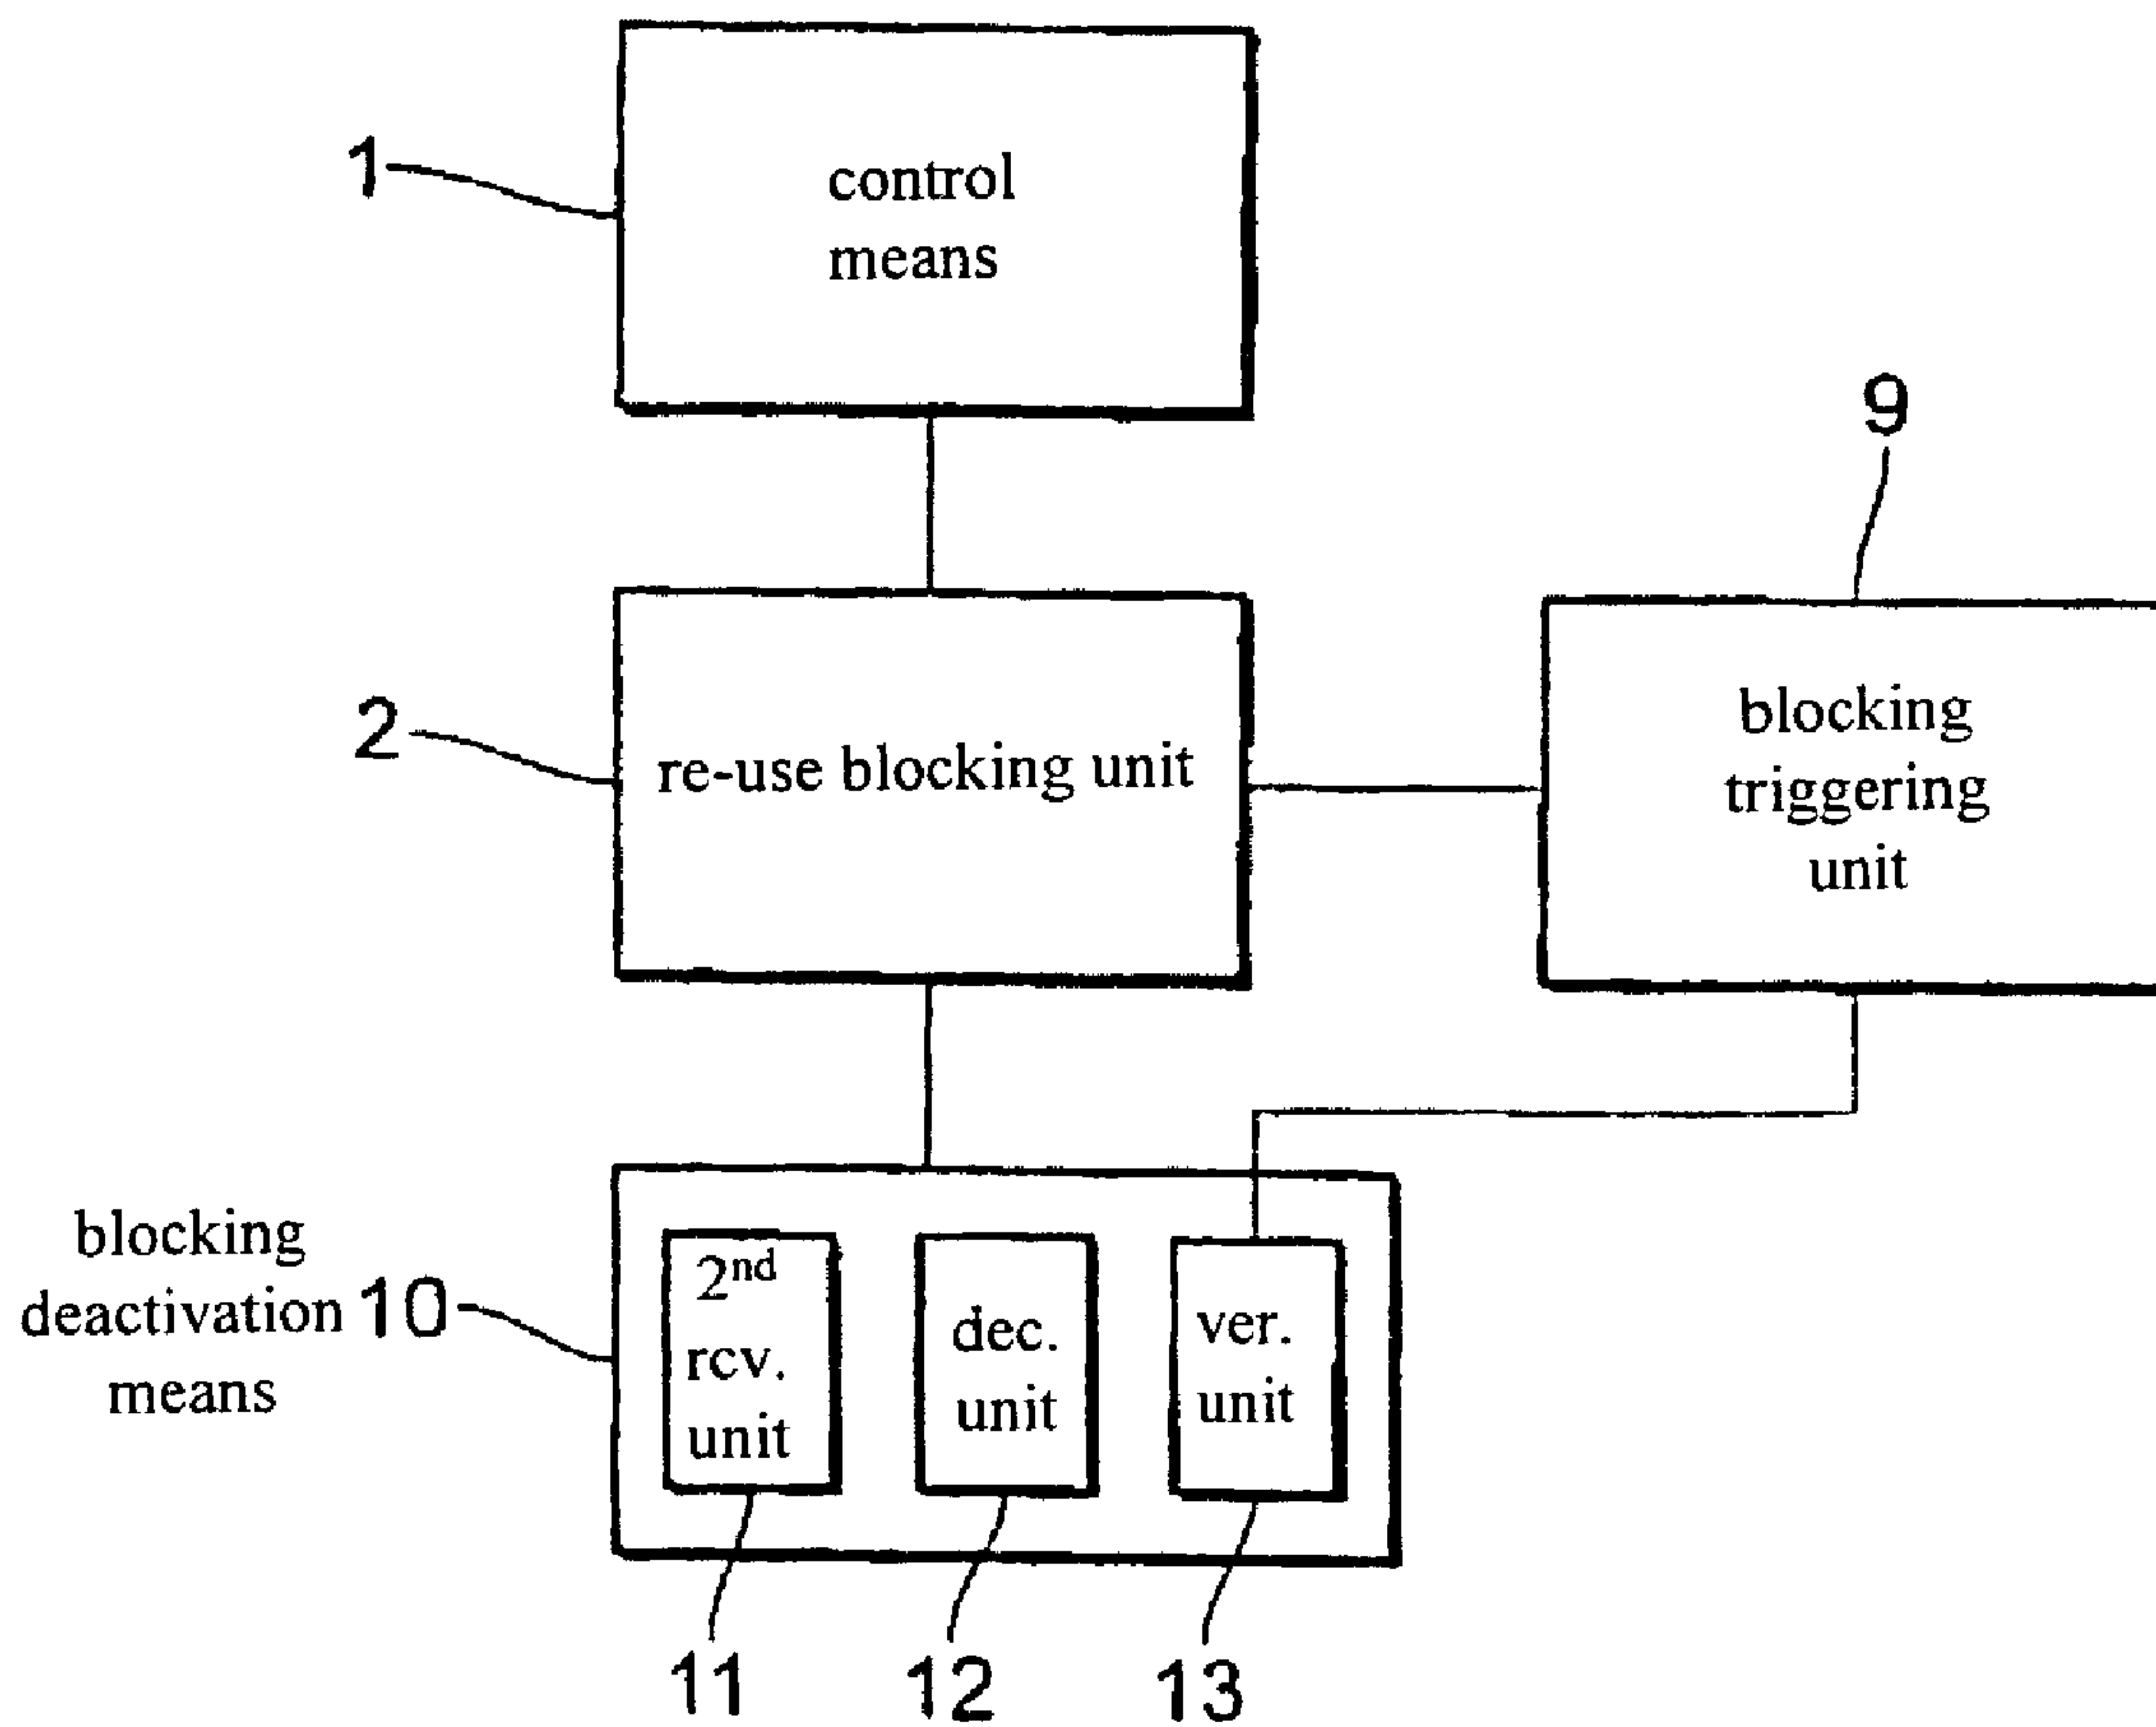 control
means
1
9
2
re-use blocking unit
blocking
triggering
unit
blocking
deactivation
means
10
2nd
rcv.
unit
dec.
unit
ver.
unit
11
12
13